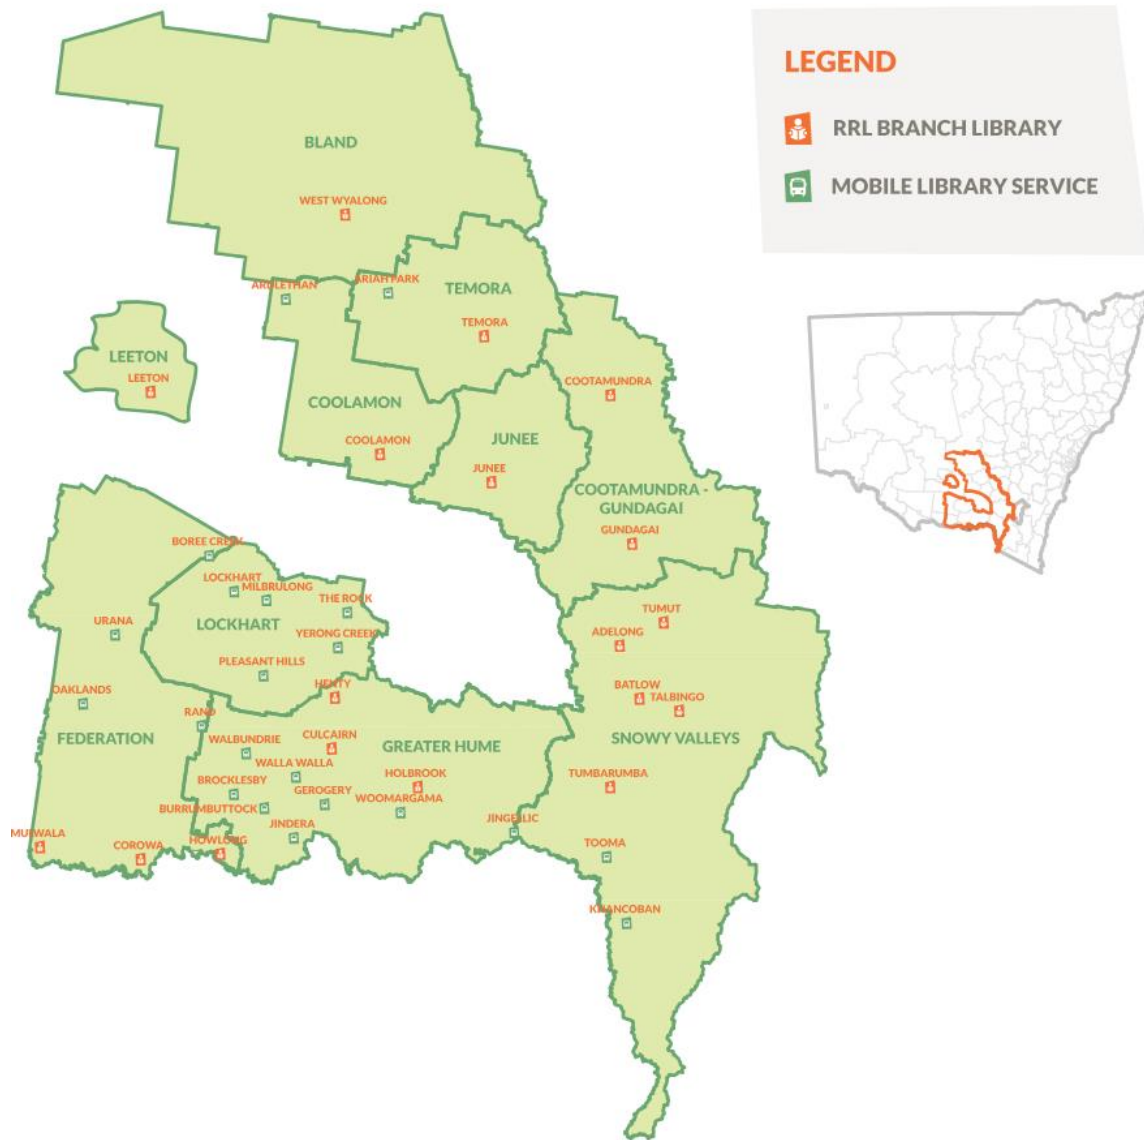 LEGEND
RRL BRANCH LIBRARY
MOBILE LIBRARY SERVICE
BLAND
WEST WYALONG
ARDLETHAN
ARIAH PARK
TEMORA
TEMORA
LEETON
LEETON
COOLAMON
COOLAMON
JUNEE
JUNEE
COOTAMUNDRA
COOTAMUNDRA -
GUNDAGAI
GUNDAGAI
BOREE CREEK
LOCKHART
MILBRULONG
THE ROCK
URANA
LOCKHART
YERONG CREEK
PLEASANT HILLS
TUMUT
ADELONG
BATLOW
TALBINGO
SNOWY VALLEYS
OAKLANDS
HENTY
RAND
FEDERATION
WALBUNDRIE
CULCAIRN
GREATER HUME
WALLA WALLA
BROCKLESBY
GEROGERY
HOLBROOK
WOOMARGAMA
BURRUMBUTTOCK
JINDERA
JINGELLIC
TUMBARUMBA
TOOMA
MULWALA
COROWA
HOWLONG
KHANCOBAN